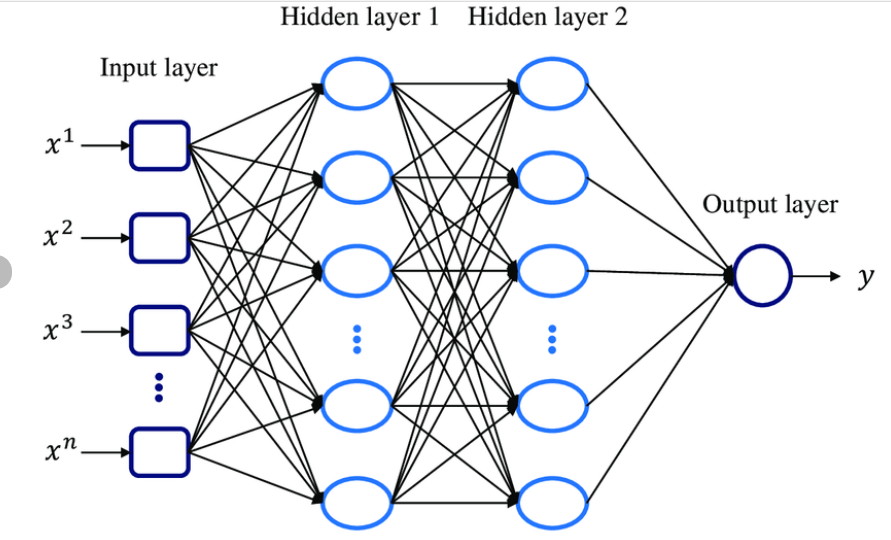 Hidden layer 1 Hidden layer 2
Input layer
x¹
x²
Output layer
y
x³
xⁿ